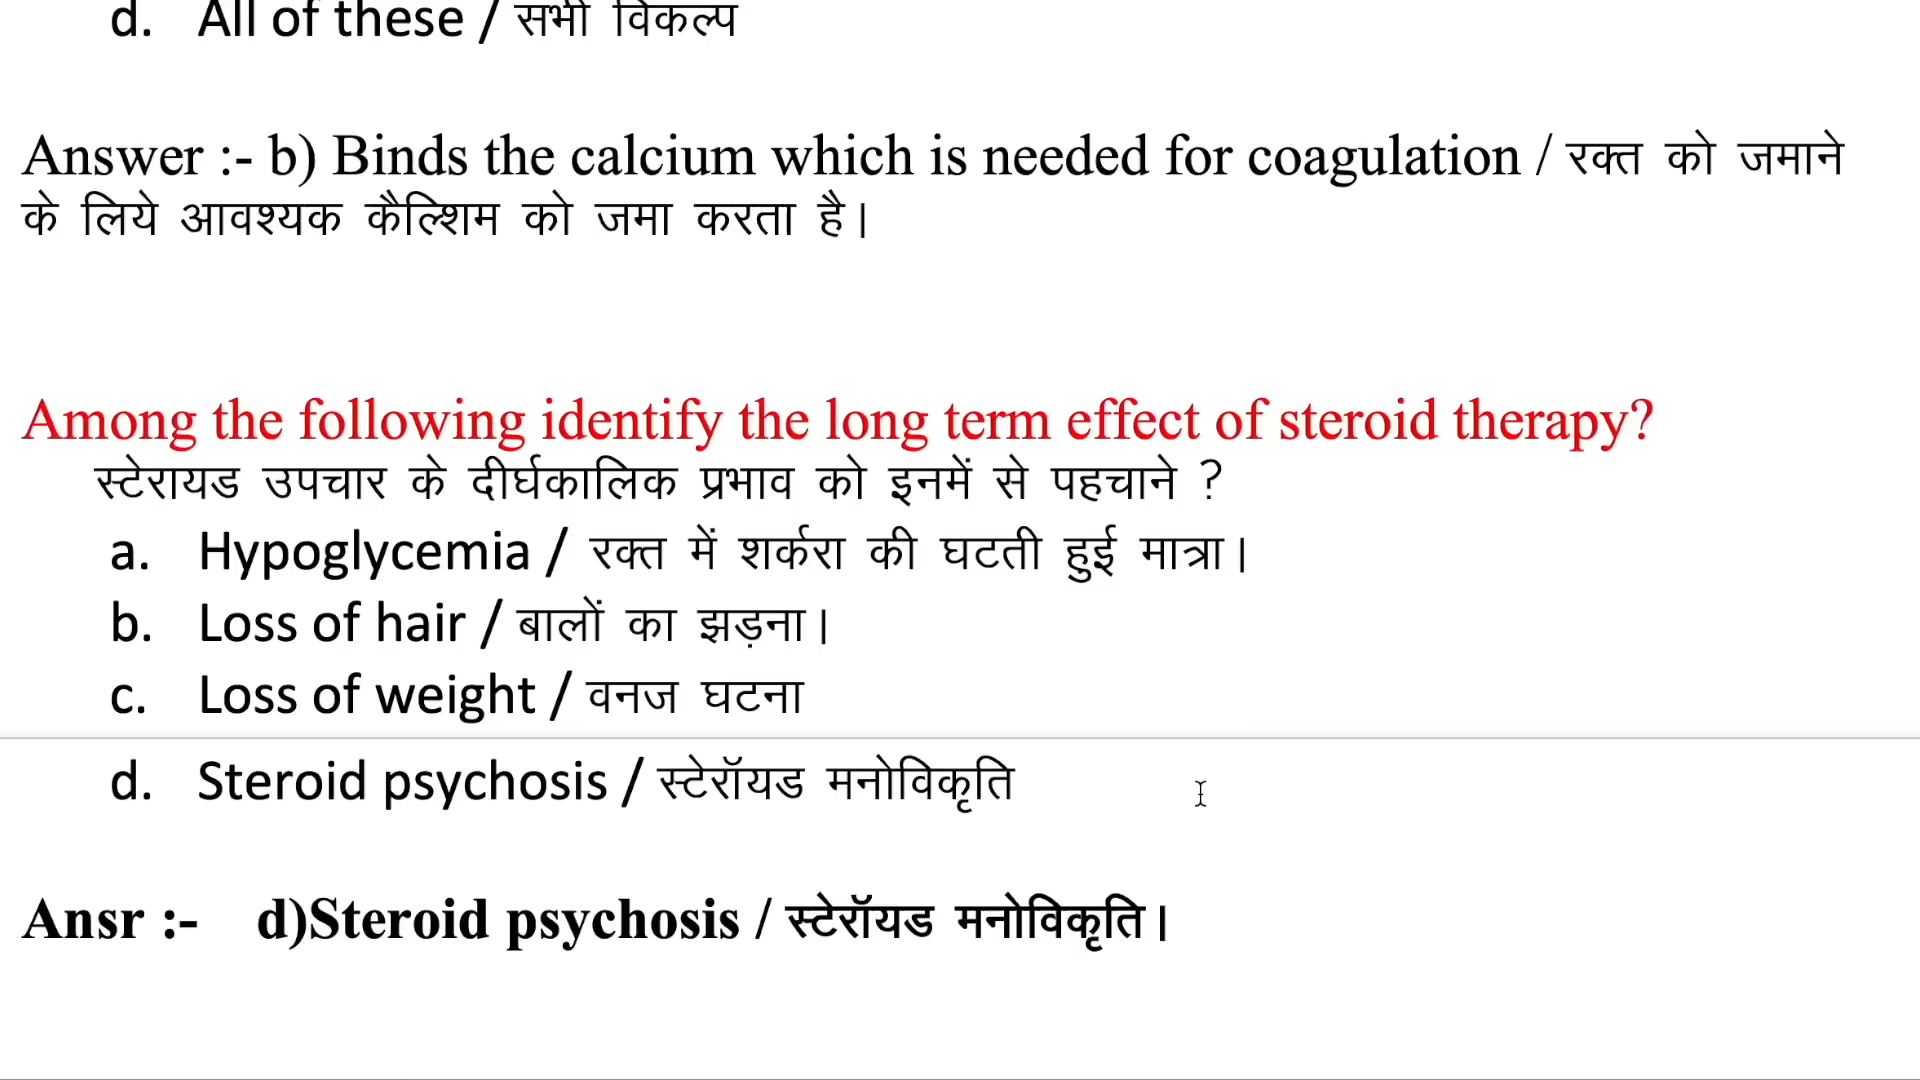 d. All of these / सभी विकल्प
Answer :- b) Binds the calcium which is needed for coagulation / रक्त को जमाने
के लिये आवश्यक कैल्शिम को जमा करता है।
Among the following identify the long term effect of steroid therapy?
स्टेरायड उपचार के दीर्घकालिक प्रभाव को इनमें से पहचाने ?
a. Hypoglycemia / रक्त में शर्करा की घटती हुई मात्रा।
b. Loss of hair / बालों का झड़ना।
c. Loss of weight / वनज घटना
d. Steroid psychosis / स्टेरॉयड मनोविकृति
Ansr :- d)Steroid psychosis / स्टेरॉयड मनोविकृति।